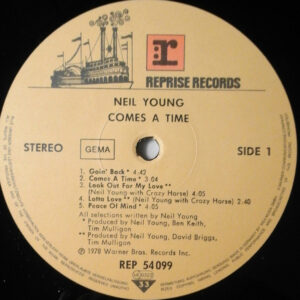 r:
REPRISE RECORDS
NEIL YOUNG
COMES A TIME
STEREO
GEMA
SIDE 1
1. Goin' Back * 4:42
2. Comes A Time * 3:04
3. Look Out For My Love **
(Neil Young with Crazy Horse) 4:05
4. Lotta Love ** (Neil Young with Crazy Horse) 2:40
5. Peace Of Mind * 4:05
All selections written by Neil Young
* Produced by Neil Young, Ben Keith,
Tim Mulligan
** Produced by Neil Young, David Briggs,
Tim Mulligan
℗ 1978 Warner Bros. Records Inc.
REP 54 099
33